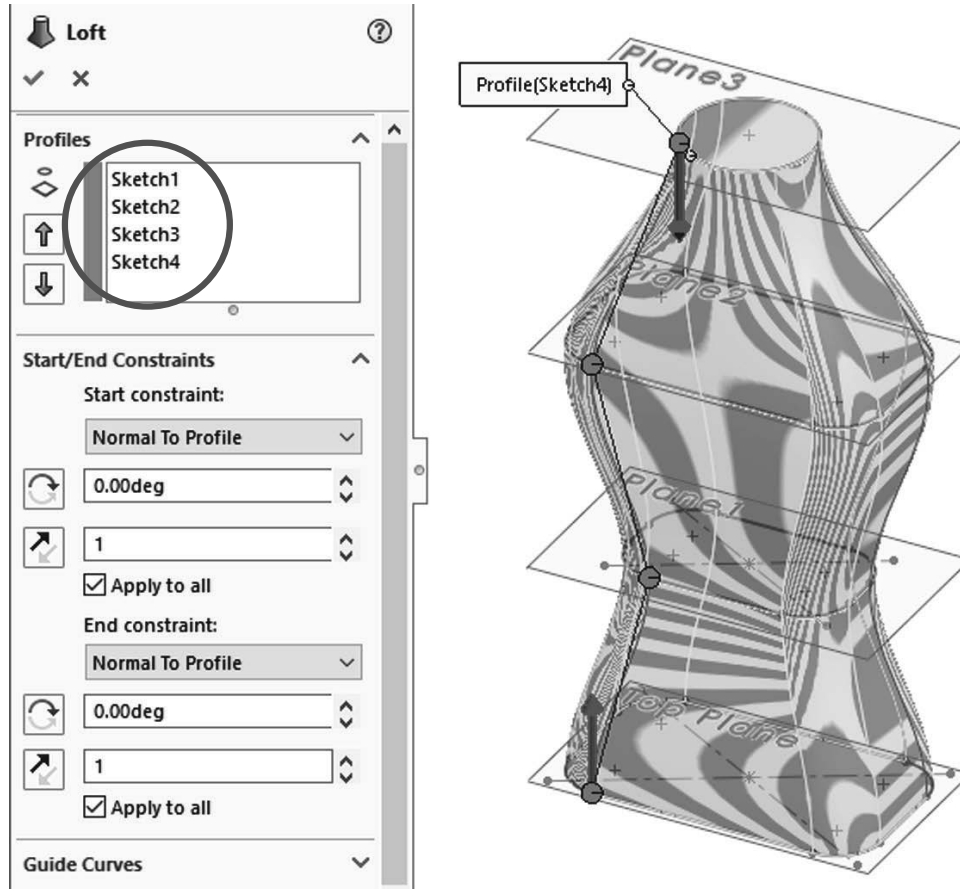 Loft
Profiles
Sketch1
Sketch2
Sketch3
Sketch4
Start/End Constraints
Start constraint:
Normal To Profile
0.00deg
1
Apply to all
End constraint:
Normal To Profile
0.00deg
1
Apply to all
Guide Curves
Profile(Sketch4)
Plane3
Plane2
Plane1
Top Plane